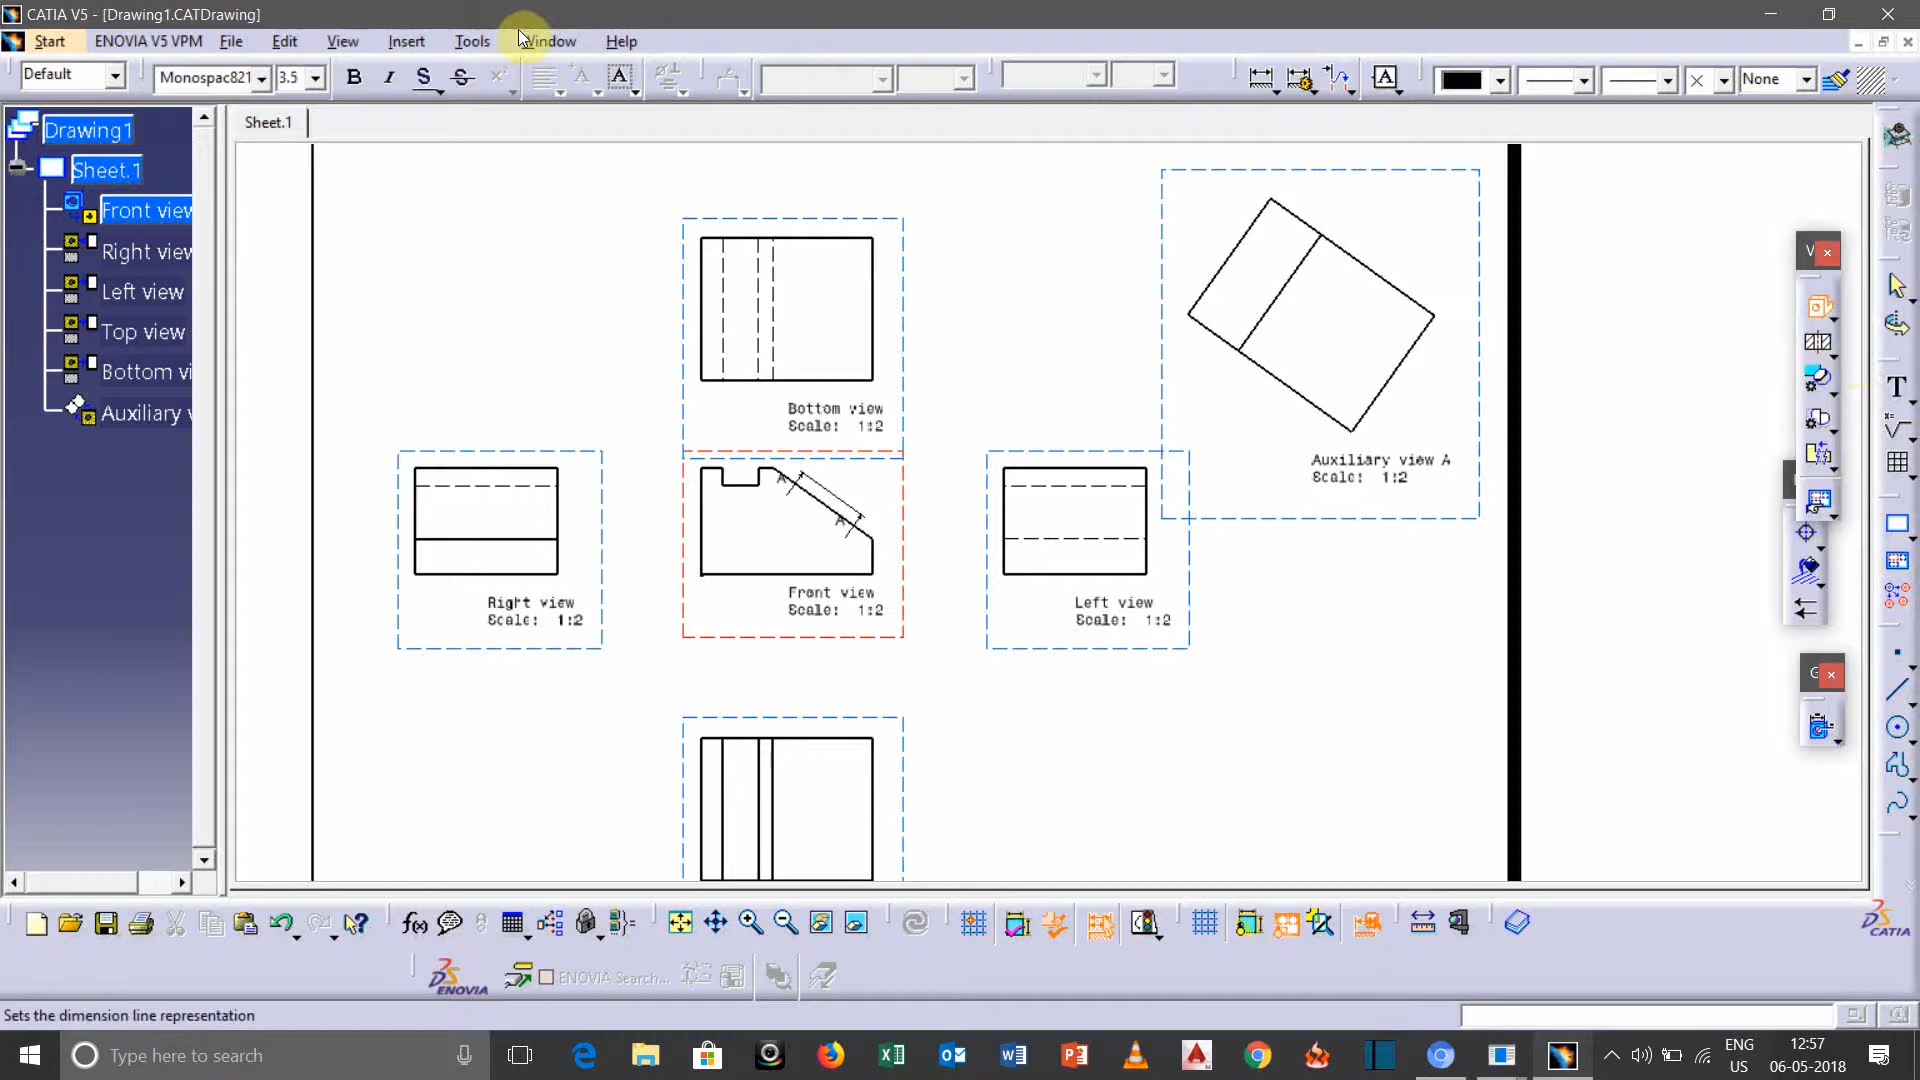 CATIA V5 - [Drawing1.CATDrawing]
Start ENOVIA V5 VPM File Edit View Insert Tools Window Help
Default Monospac821 3.5 B I S S None
Drawing1
Sheet.1
Front view
Right view
Left view
Top view
Bottom vi
Auxiliary v
Sheet.1
Bottom view
Scale: 1:2
Auxiliary view A
Scale: 1:2
A
A
Front view
Scale: 1:2
Right view
Scale: 1:2
Left view
Scale: 1:2
V
G
T
CATIA
ENOVIA
ENOVIA Search...
Sets the dimension line representation
Type here to search
ENG
US
12:57
06-05-2018